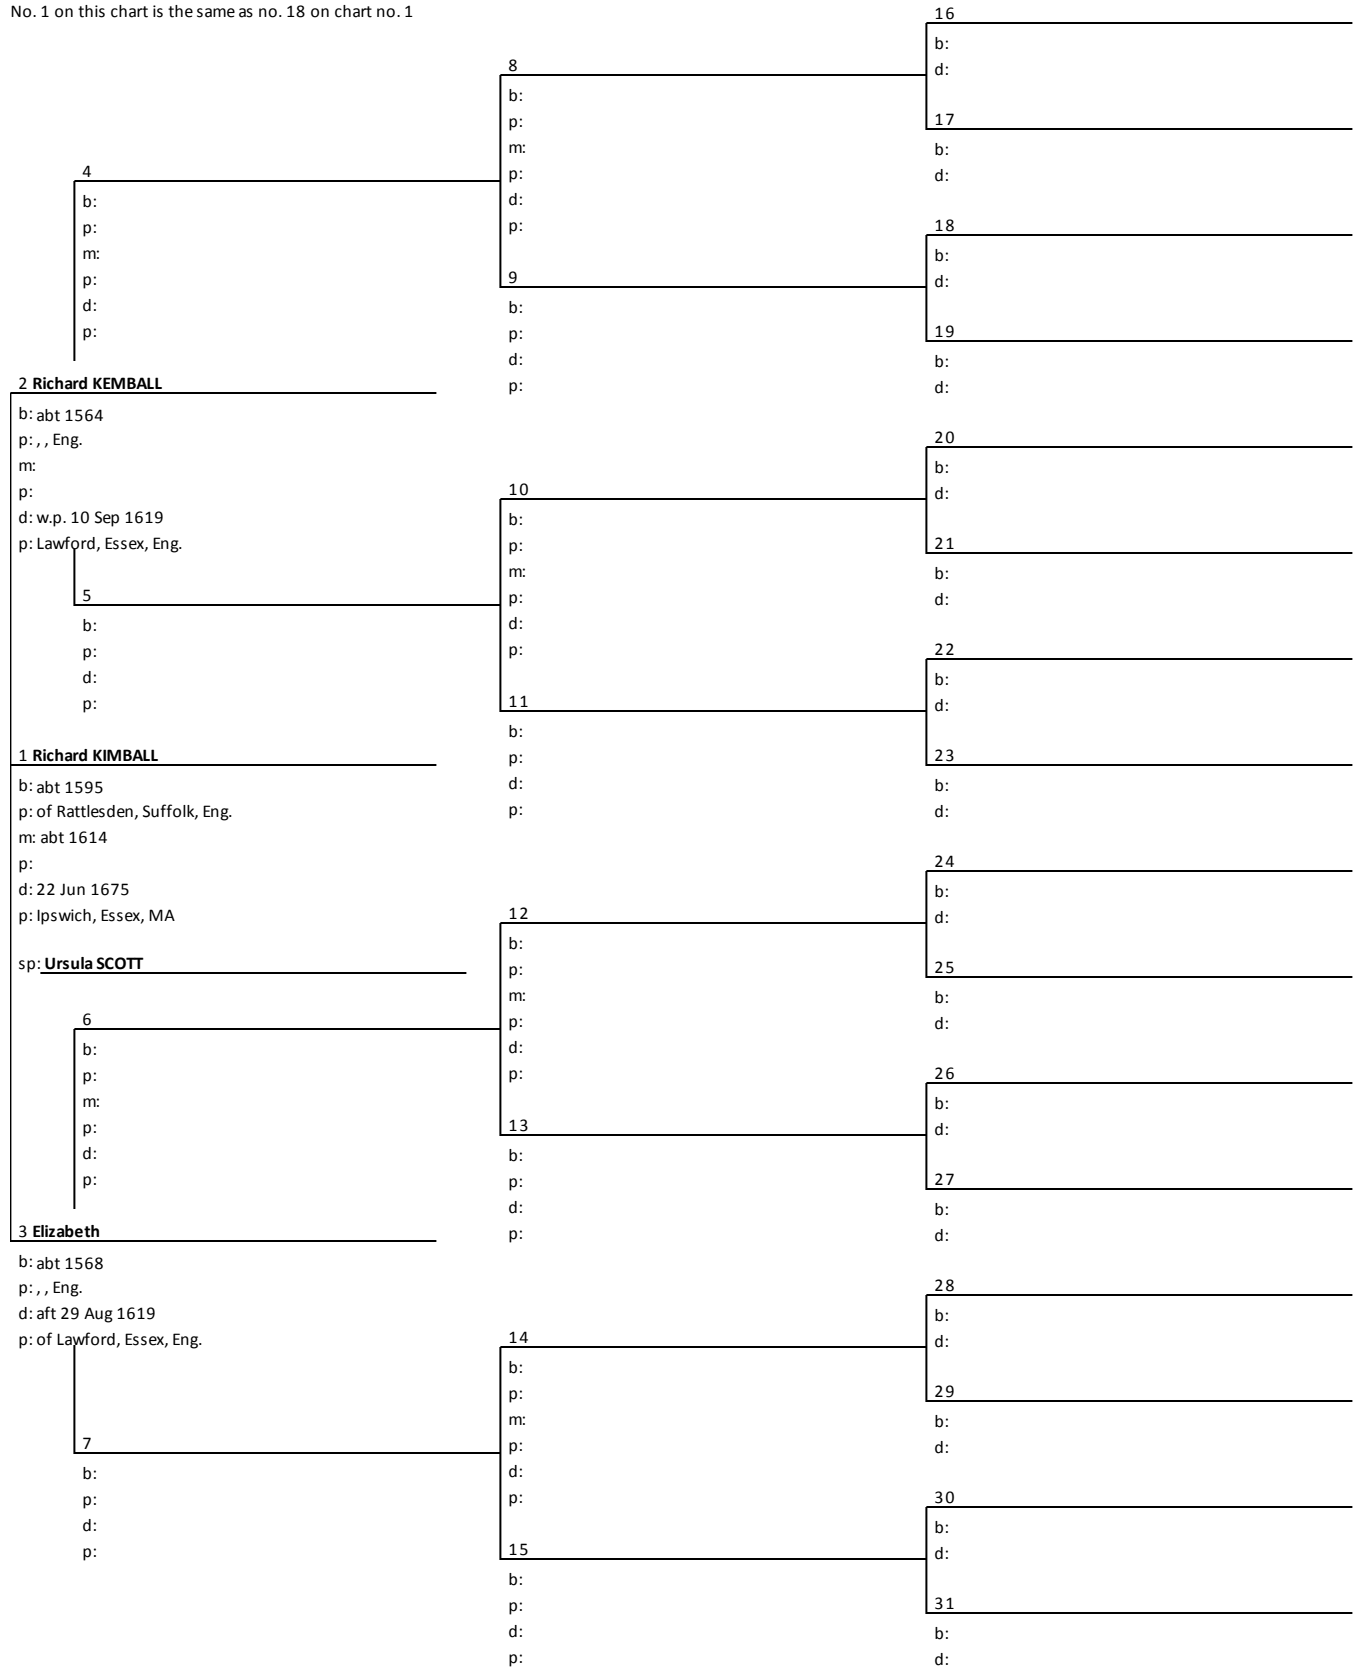 No. 1 on this chart is the same as no. 18 on chart no. 1
4
b:
p:
m:
p:
d:
p:
2 Richard KEMBALL
b: abt 1564
p: , , Eng.
m:
p:
d: w.p. 10 Sep 1619
p: Lawford, Essex, Eng.
5
b:
p:
d:
p:
1 Richard KIMBALL
b: abt 1595
p: of Rattlesden, Suffolk, Eng.
m: abt 1614
p:
d: 22 Jun 1675
p: Ipswich, Essex, MA
sp: Ursula SCOTT
6
b:
p:
m:
p:
d:
p:
3 Elizabeth
b: abt 1568
p: , , Eng.
d: aft 29 Aug 1619
p: of Lawford, Essex, Eng.
7
b:
p:
d:
p:
8
b:
p:
m:
p:
d:
p:
9
b:
p:
d:
p:
10
b:
p:
m:
p:
d:
p:
11
b:
p:
d:
p:
12
b:
p:
m:
p:
d:
p:
13
b:
p:
d:
p:
14
b:
p:
m:
p:
d:
p:
15
b:
p:
d:
p:
16
b:
d:
17
b:
d:
18
b:
d:
19
b:
d:
20
b:
d:
21
b:
d:
22
b:
d:
23
b:
d:
24
b:
d:
25
b:
d:
26
b:
d:
27
b:
d:
28
b:
d:
29
b:
d:
30
b:
d:
31
b:
d: